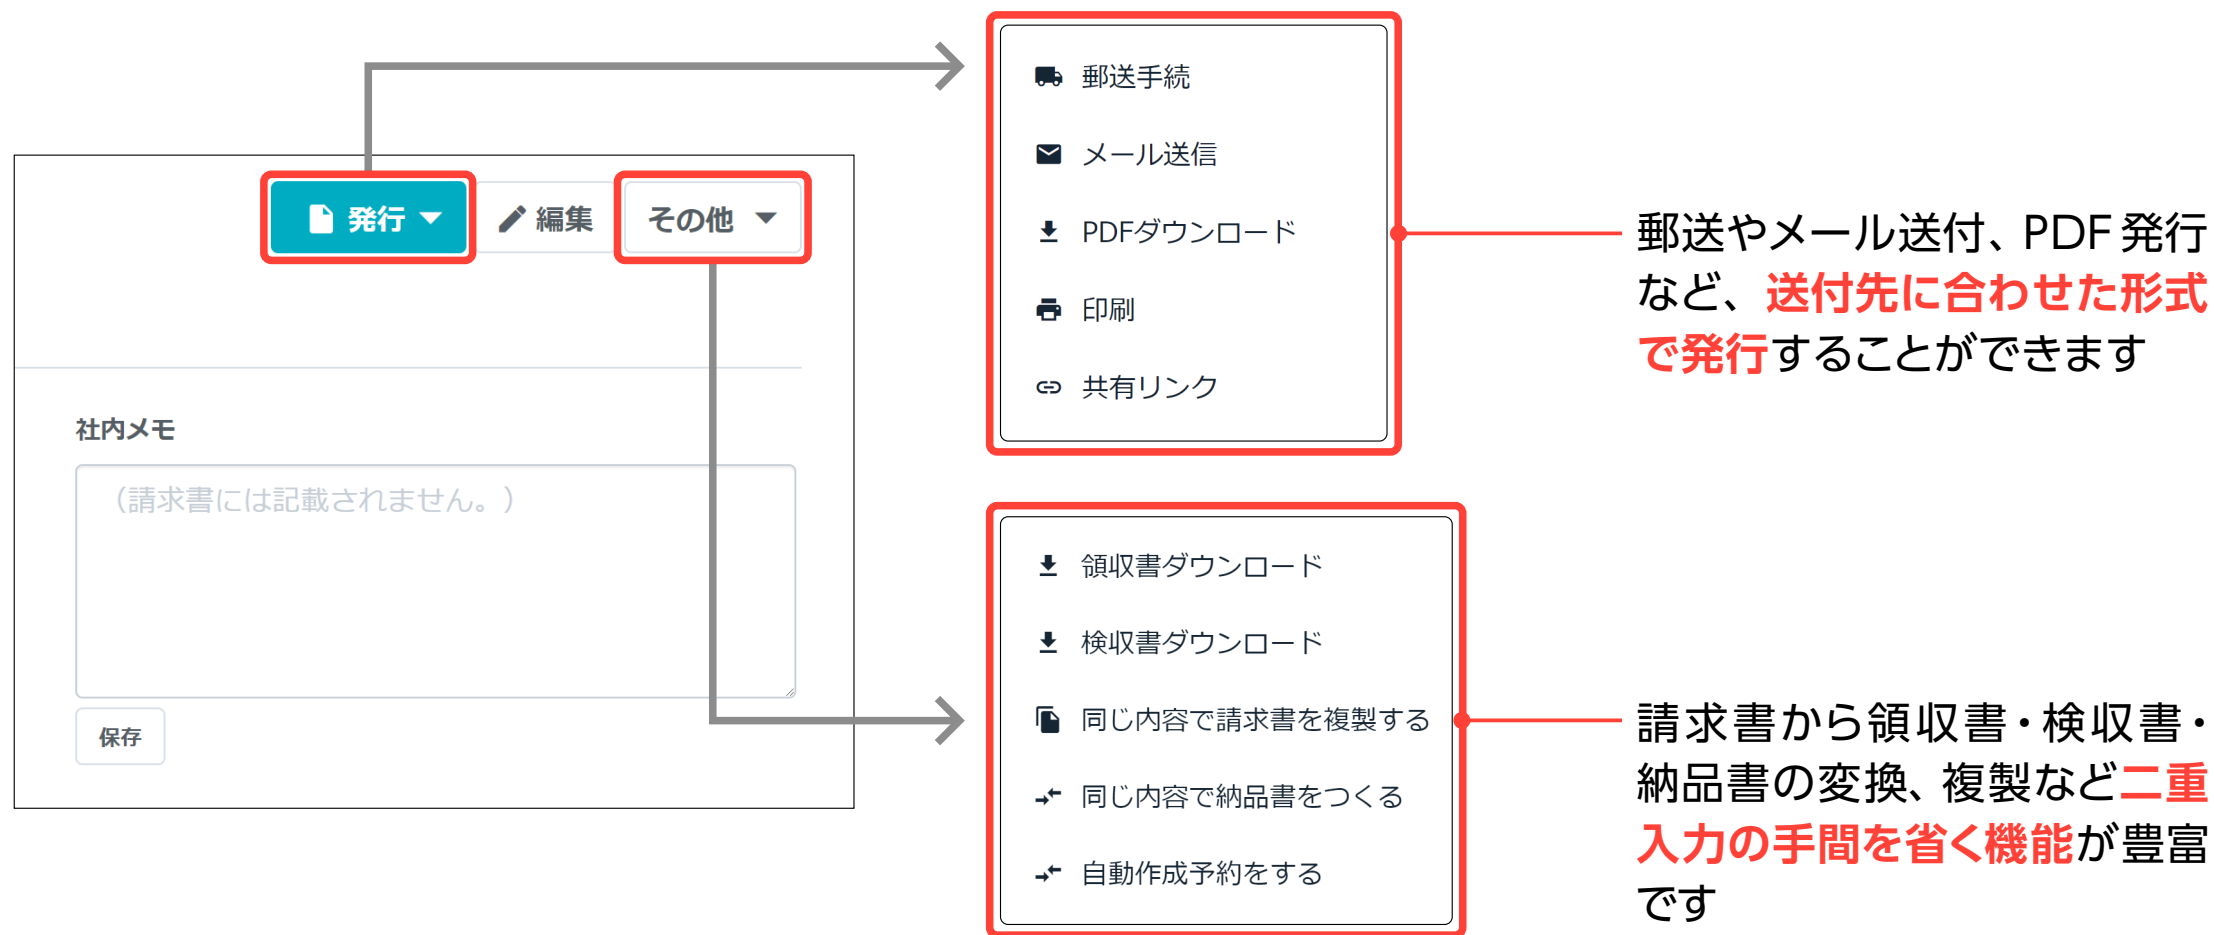 発行
編集
その他
社内メモ
（請求書には記載されません。）
保存
郵送手続
メール送信
PDFダウンロード
印刷
共有リンク
郵送やメール送付、PDF発行
など、送付先に合わせた形式
で発行することができます
領収書ダウンロード
検収書ダウンロード
同じ内容で請求書を複製する
同じ内容で納品書をつくる
自動作成予約をする
請求書から領収書・検収書・
納品書の変換、複製など二重
入力の手間を省く機能が豊富
です